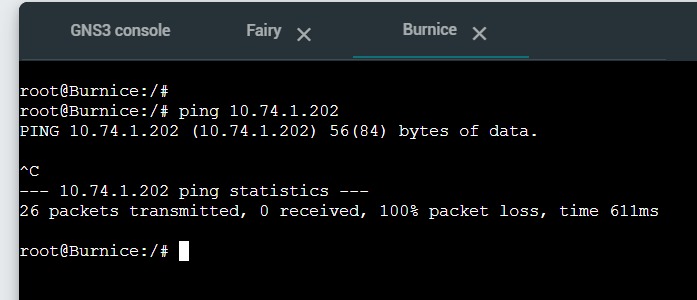 GNS3 console Fairy Burnice
root@Burnice:/#
root@Burnice:/# ping 10.74.1.202
PING 10.74.1.202 (10.74.1.202) 56(84) bytes of data.
^C
--- 10.74.1.202 ping statistics ---
26 packets transmitted, 0 received, 100% packet loss, time 611ms
root@Burnice:/#